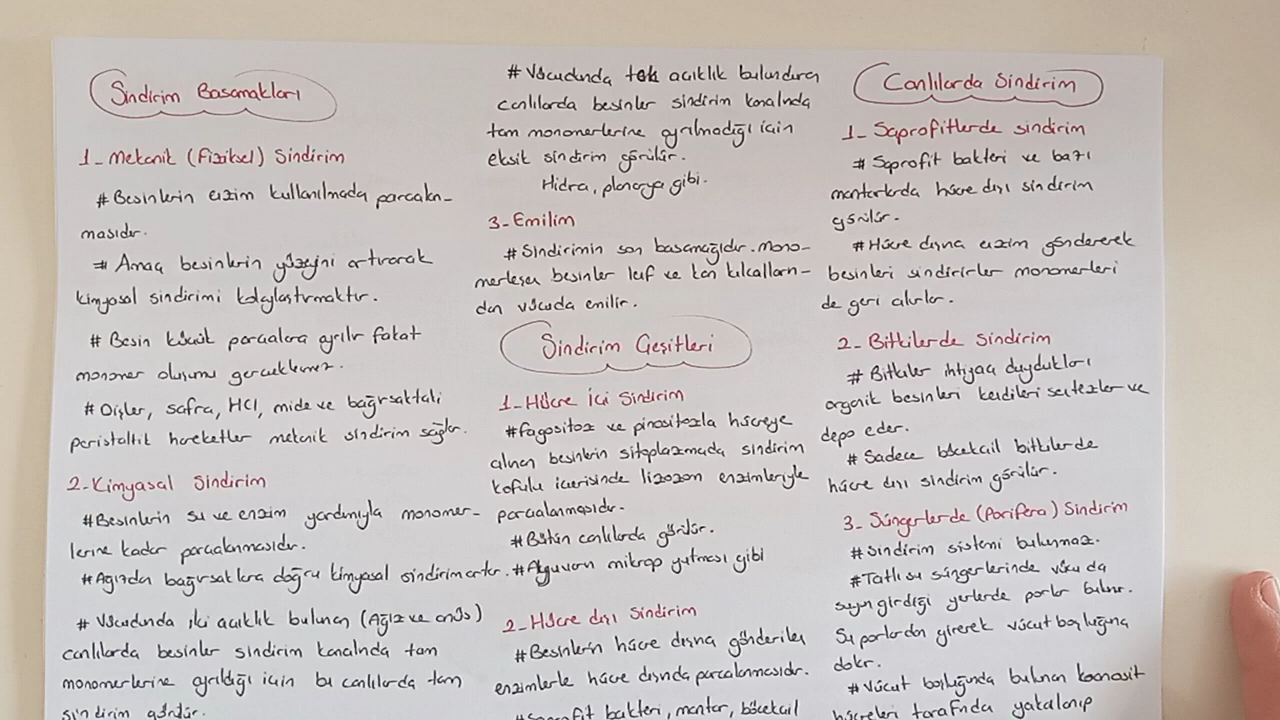 Sindirim Basamakları
1- Mekanik (Fiziksel) Sindirim
# Besinlerin enzim kullanılmada parçalan-
masıdır.
# Amaç besinlerin yüzeyini artırarak
kimyasal sindirimi kolaylaştırmaktır.
# Besin küçük parçalara ayrılır fakat
monomer oluşumu gerçekleşmez.
# Dişler, safra, HCl, mide ve bağırsaktaki
peristaltik hareketler mekanik sindirim sağlar.
2- Kimyasal Sindirim
# Besinlerin su ve enzim yardımıyla monomer-
lerine kadar parçalanmasıdır.
# Ağızdan bağırsaklara doğru kimyasal sindirim artar.
# Vücudunda iki açıklık bulunan (Ağız ve anüs)
canlılarda besinler sindirim kanalında tam
monomerlerine ayrıldığı için bu canlılarda tam
sindirim görülür.
# Vücudunda tek açıklık bulunduran
canlılarda besinler sindirim kanalında
tam monomerlerine ayrılmadığı için
eksik sindirim görülür.
Hidra, planarya gibi.
3- Emilim
# Sindirimin son basamağıdır. Mono-
merleşen besinler lenf ve kan kılcalların-
dan vücuda emilir.
Sindirim Çeşitleri
1- Hücre İçi Sindirim
# Fagositoz ve pinositozla hücreye
alınan besinlerin sitoplazmada sindirim
kofulu içerisinde lizozom enzimleriyle
parçalanmasıdır.
# Bütün canlılarda görülür.
# Akyuvarın mikrop yutması gibi
2- Hücre dışı Sindirim
# Besinlerin hücre dışına gönderilen
enzimlerle hücre dışında parçalanmasıdır.
# Saprofit bakteri, mantar, böcekçil
Canlılarda Sindirim
1- Saprofitlerde sindirim
# Saprofit bakteri ve bazı
mantarlarda hücre dışı sindirim
görülür.
# Hücre dışına enzim göndererek
besinleri sindirirler monomerleri
de geri alırlar.
2- Bitkilerde Sindirim
# Bitkiler ihtiyaç duydukları
organik besinleri kendileri sentezler ve
depo eder.
# Sadece böcekcil bitkilerde
hücre dışı sindirim görülür.
3- Süngerlerde (Porifera) Sindirim
# Sindirim sistemi bulunmaz.
# Tatlı su süngerlerinde vücuda
suyun girdiği yerlerde porlar bulunur.
Su porlardan girerek vücut boşluğuna
dolar.
# Vücut boşluğunda bulunan koanosit
hücreleri tarafından yakalanıp